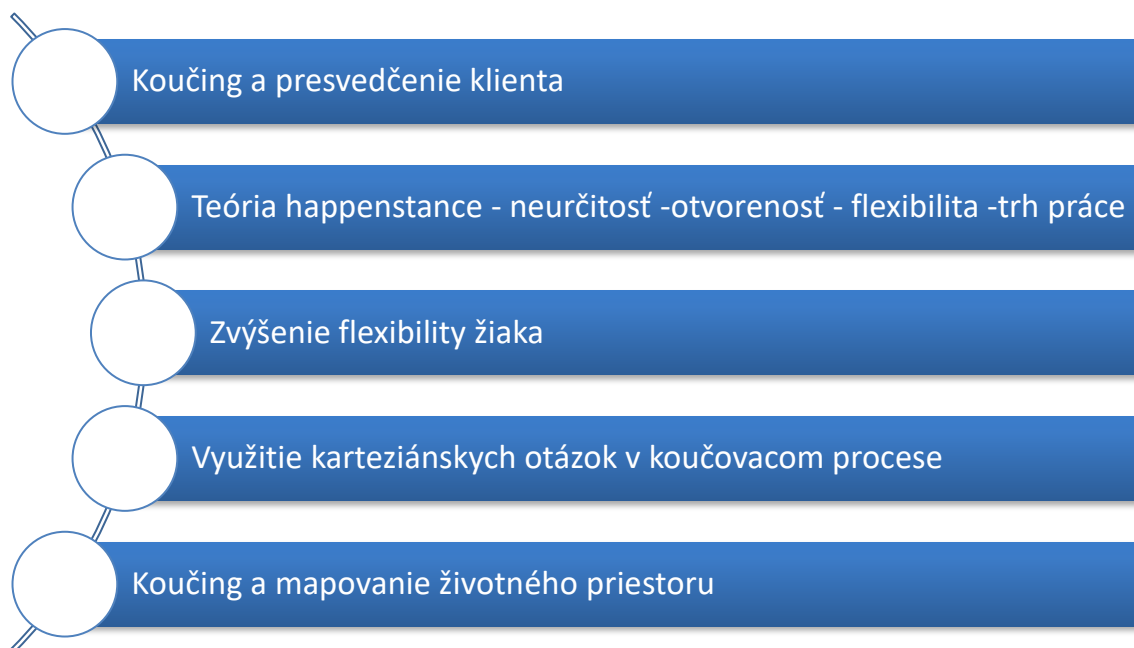 Koučing a presvedčenie klienta
Teória happenstance - neurčitosť -otvorenosť - flexibilita -trh práce
Zvýšenie flexibility žiaka
Využitie karteziánskych otázok v koučovacom procese
Koučing a mapovanie životného priestoru